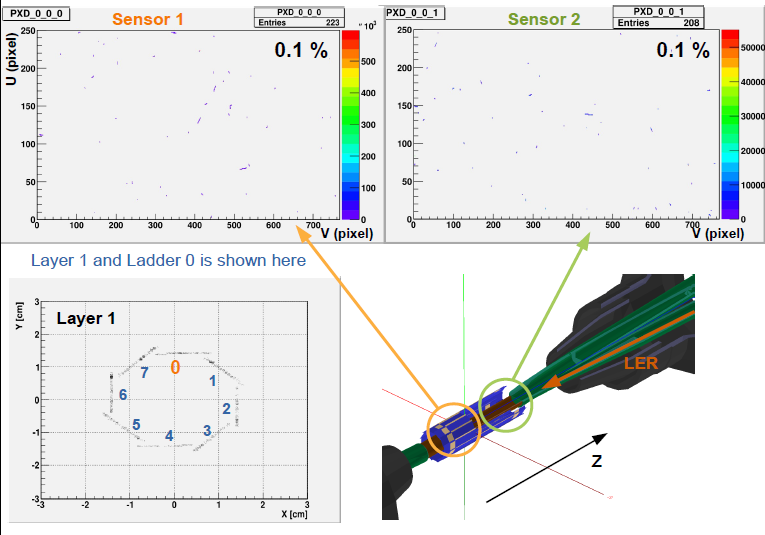 PXD_0_0_0
Sensor 1
PXD_0_0_0
Entries 223
0.1 %
× 10³
U (pixel)
250
200
150
100
50
0
0 100 200 300 400 500 600 700
V (pixel)
500
400
300
200
100
0
PXD_0_0_1
Sensor 2
PXD_0_0_1
Entries 208
0.1 %
250
200
150
100
50
0
0 100 200 300 400 500 600 700
V (pixel)
50000
40000
30000
20000
10000
0
Layer 1 and Ladder 0 is shown here
Y [cm]
Layer 1
3
2
1
0
-1
-2
-3
0
1
2
3
4
5
6
7
-3 -2 -1 0 1 2 3
X [cm]
LER
Z